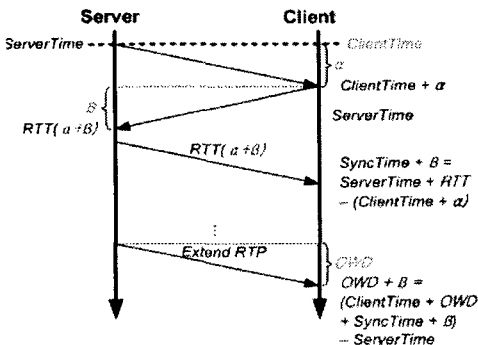 Server
Client
ServerTime
ClientTime
α
ClientTime + α
ß
ServerTime
RTT( α+ß)
RTT( α+ß)
SyncTime + ß =
ServerTime + RTT
– (ClientTime + α)
⋮
Extend RTP
OWD
OWD + ß =
(ClientTime + OWD
+ SyncTime + ß)
– ServerTime